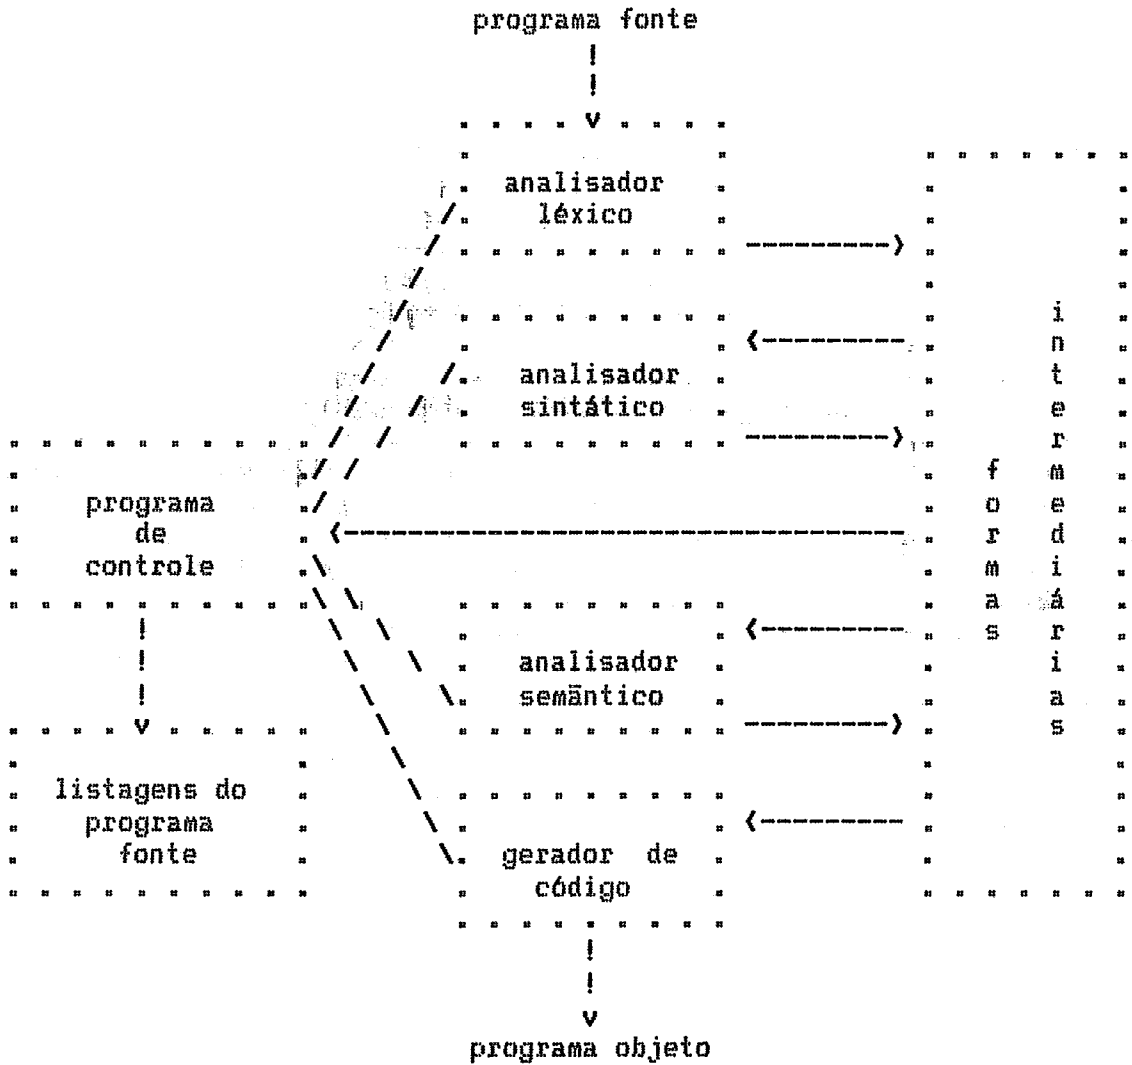 programa fonte
analisador
léxico
analisador
sintático
programa
de
controle
formas
intermediárias
analisador
semântico
listagens do
programa
fonte
gerador de
código
programa objeto